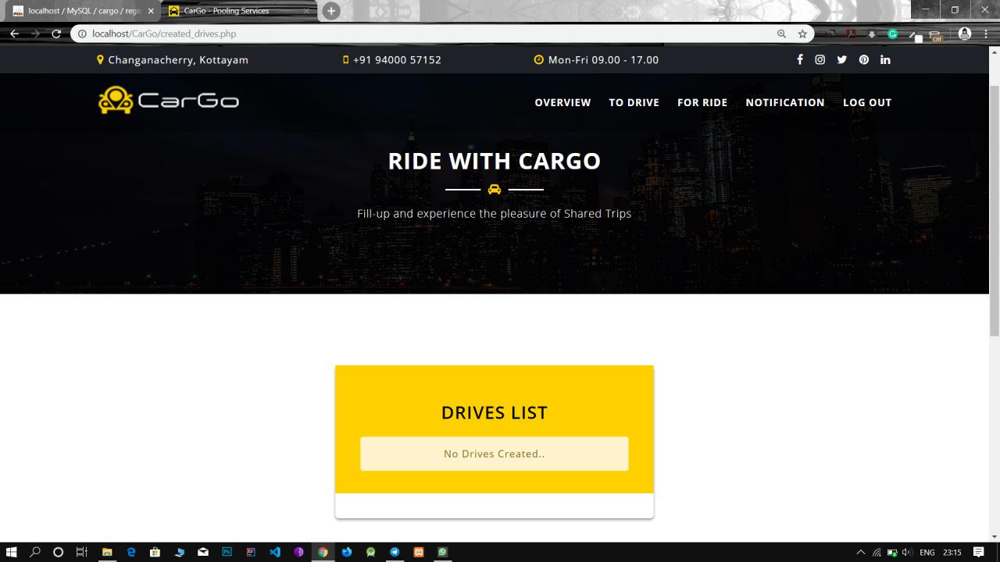 localhost / MySQL / cargo / regi
CarGo - Pooling Services
localhost/CarGo/created_drives.php
Off
Changanacherry, Kottayam
+91 94000 57152
Mon-Fri 09.00 - 17.00
CarGo
OVERVIEW
TO DRIVE
FOR RIDE
NOTIFICATION
LOG OUT
RIDE WITH CARGO
Fill-up and experience the pleasure of Shared Trips
DRIVES LIST
No Drives Created..
ENG
23:15